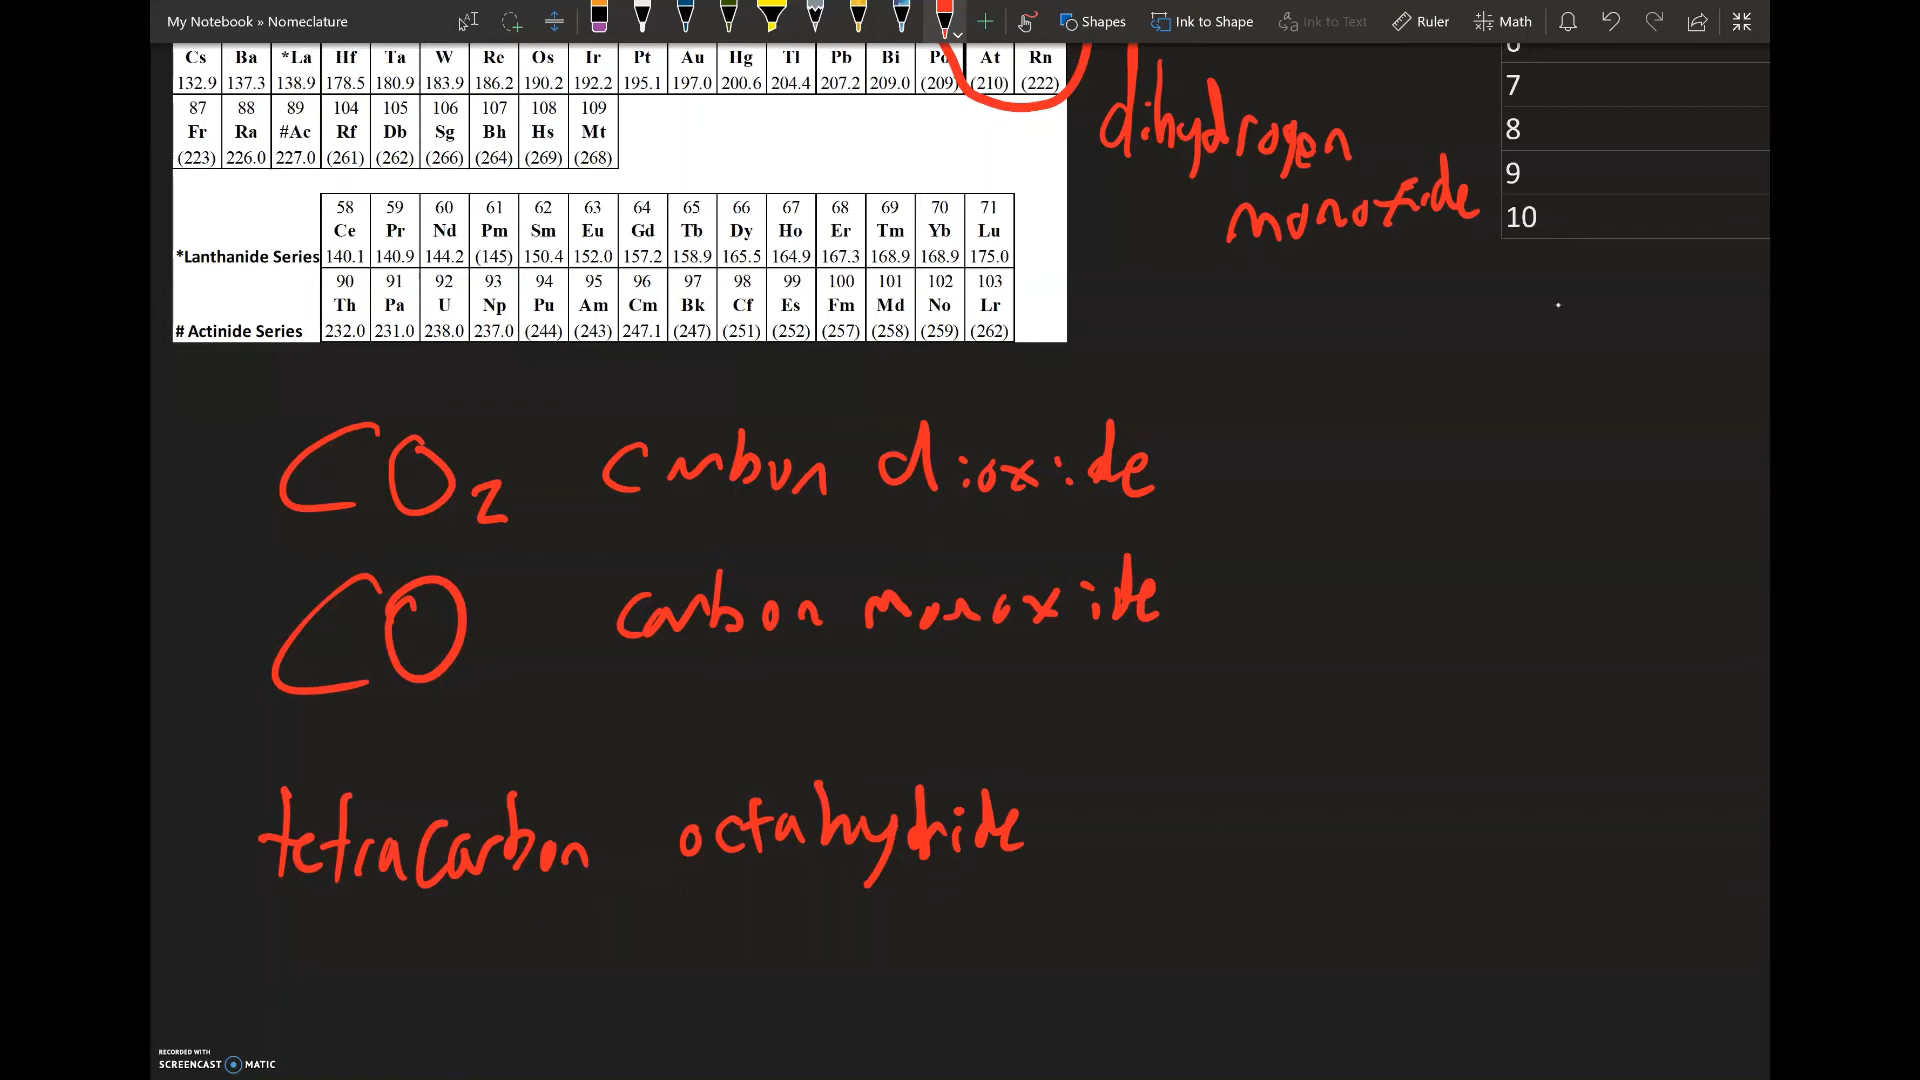 My Notebook » Nomeclature
Shapes Ink to Shape Ink to Text Ruler Math
Cs Ba *La Hf Ta W Re Os Ir Pt Au Hg Tl Pb Bi Po At Rn
132.9 137.3 138.9 178.5 180.9 183.9 186.2 190.2 192.2 195.1 197.0 200.6 204.4 207.2 209.0 (209) (210) (222)
87 88 89 104 105 106 107 108 109
Fr Ra #Ac Rf Db Sg Bh Hs Mt
(223) 226.0 227.0 (261) (262) (266) (264) (269) (268)
58 59 60 61 62 63 64 65 66 67 68 69 70 71
Ce Pr Nd Pm Sm Eu Gd Tb Dy Ho Er Tm Yb Lu
*Lanthanide Series 140.1 140.9 144.2 (145) 150.4 152.0 157.2 158.9 165.5 164.9 167.3 168.9 168.9 175.0
90 91 92 93 94 95 96 97 98 99 100 101 102 103
Th Pa U Np Pu Am Cm Bk Cf Es Fm Md No Lr
# Actinide Series 232.0 231.0 238.0 237.0 (244) (243) 247.1 (247) (251) (252) (257) (258) (259) (262)
dihydrogen
monoxide
7
8
9
10
CO2 carbon dioxide
CO carbon monoxide
tetracarbon octahydride
RECORDED WITH
SCREENCAST MATIC